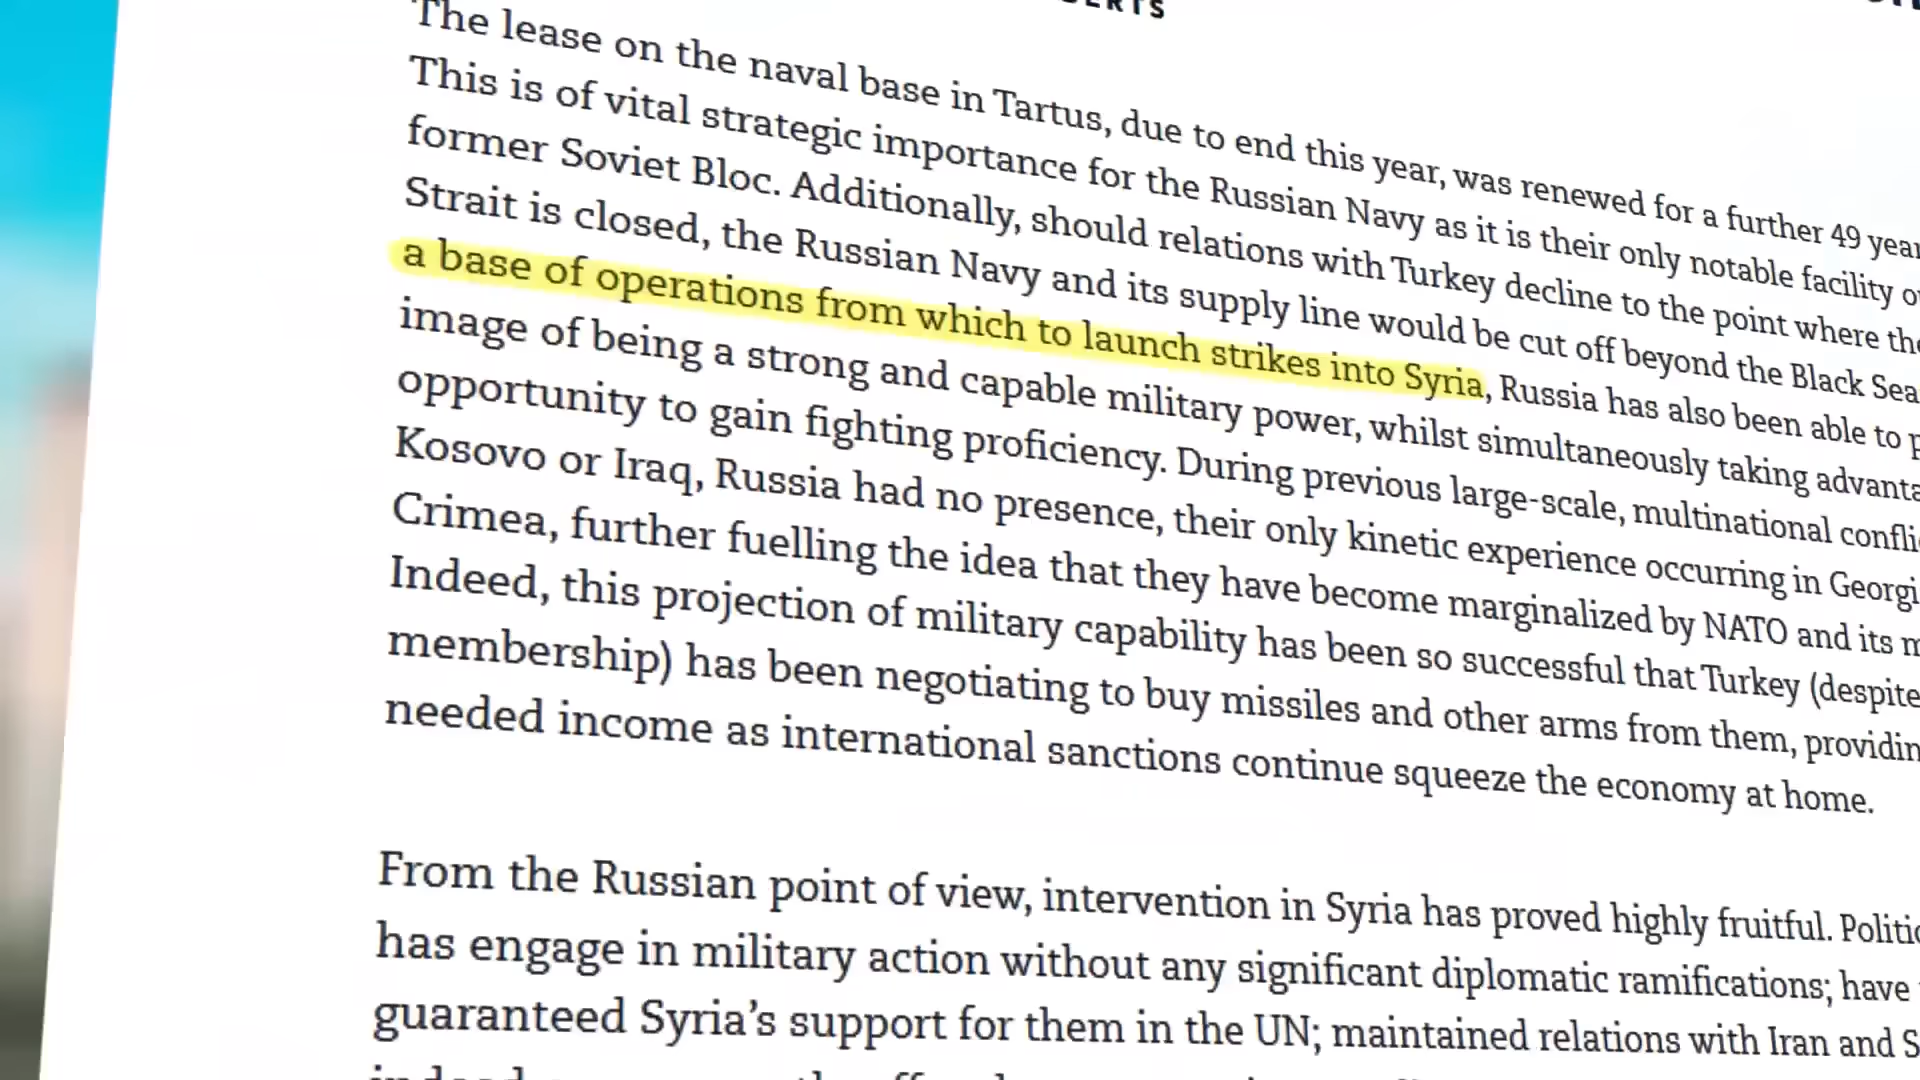 The lease on the naval base in Tartus, due to end this year, was renewed for a further 49
This is of vital strategic importance for the Russian Navy as it is their only notable facility
former Soviet Bloc. Additionally, should relations with Turkey decline to the point where
Strait is closed, the Russian Navy and its supply line would be cut off beyond the Black Sea
a base of operations from which to launch strikes into Syria, Russia has also been able to
image of being a strong and capable military power, whilst simultaneously taking
opportunity to gain fighting proficiency. During previous large-scale, multinational
Kosovo or Iraq, Russia had no presence, their only kinetic experience occurring in
Crimea, further fuelling the idea that they have become marginalized by NATO and its
Indeed, this projection of military capability has been so successful that Turkey (despite
membership) has been negotiating to buy missiles and other arms from them,
needed income as international sanctions continue squeeze the economy at home.
From the Russian point of view, intervention in Syria has proved highly fruitful.
has engage in military action without any significant diplomatic ramifications; have
guaranteed Syria's support for them in the UN; maintained relations with Iran and